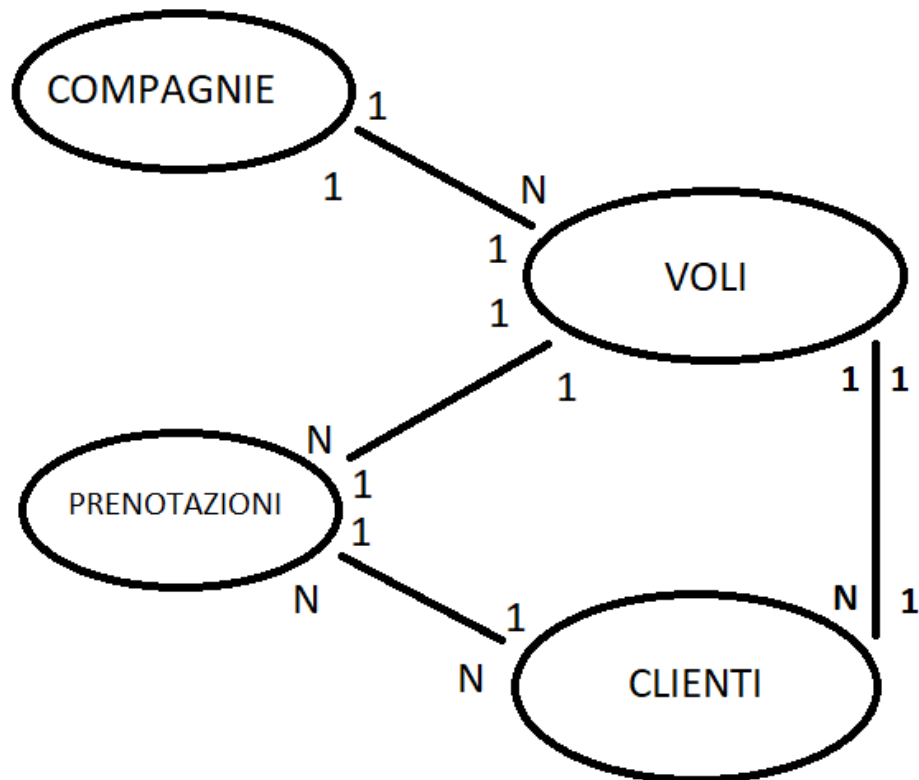 COMPAGNIE
1
1
N
1
VOLI
1
1
1 1
N
PRENOTAZIONI
1
1
N
1
N
N 1
CLIENTI